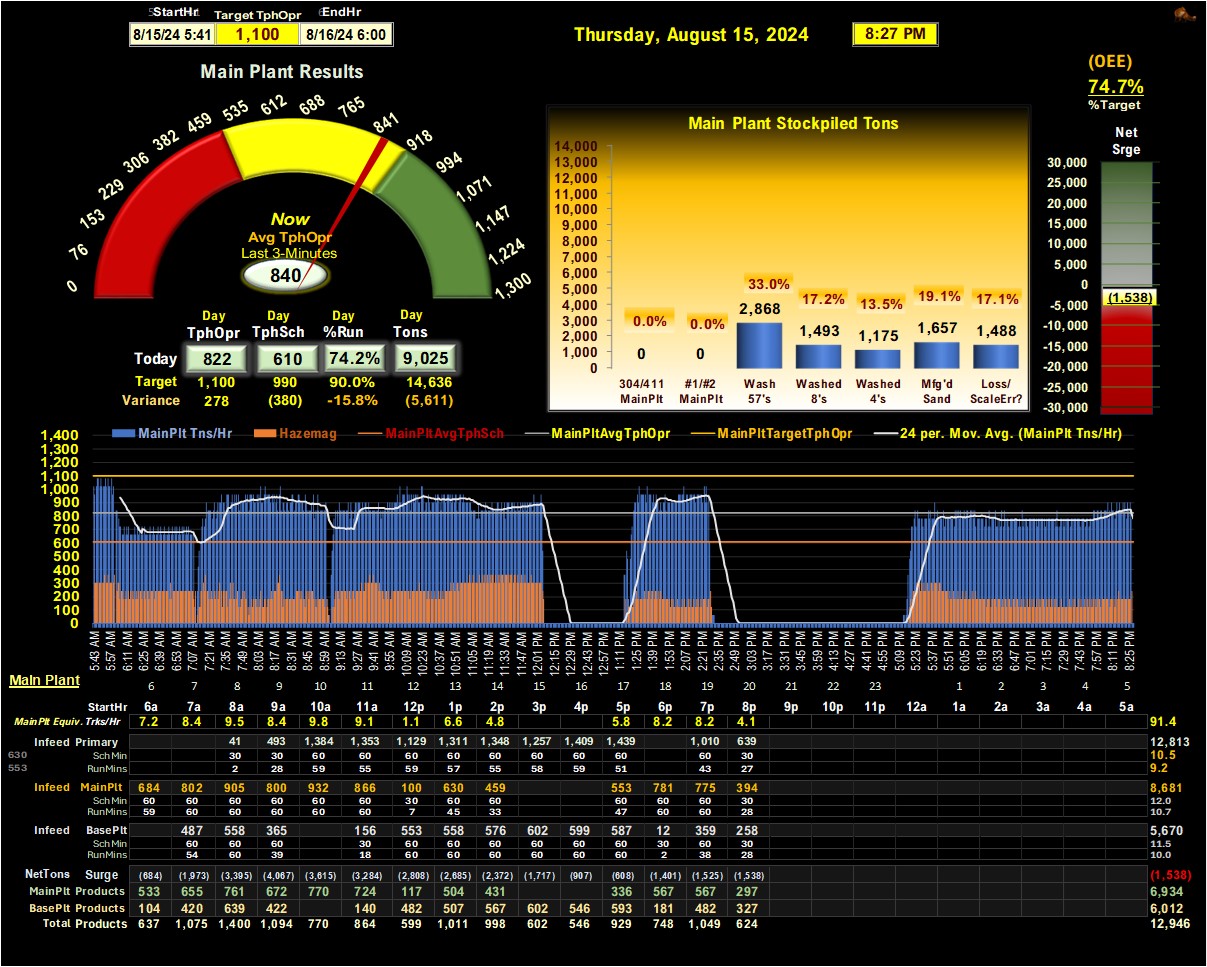 StartHr Target TphOpr EndHr
8/15/24 5:41 1,100 8/16/24 6:00
Thursday, August 15, 2024 8:27 PM
(OEE)
74.7%
%Target
Net
Srge
30,000
25,000
20,000
15,000
10,000
5,000
0
(1,538)
-5,000
-10,000
-15,000
-20,000
-25,000
-30,000
Main Plant Results
0
76
153
229
306
382
459
535
612
688
765
841
918
994
1,071
1,147
1,224
1,300
Now
Avg TphOpr
Last 3-Minutes
840
Day Day Day Day
TphOpr TphSch %Run Tons
Today 822 610 74.2% 9,025
Target 1,100 990 90.0% 14,636
Variance 278 (380) -15.8% (5,611)
Main Plant Stockpiled Tons
14,000
13,000
12,000
11,000
10,000
9,000
8,000
7,000
6,000
5,000
4,000
3,000
2,000
1,000
0
0.0% 0.0% 33.0% 17.2% 13.5% 19.1% 17.1%
0 0 2,868 1,493 1,175 1,657 1,488
304/411 #1/#2 Wash Washed Washed Mfg'd Loss/
MainPlt MainPlt 57's 8's 4's Sand ScaleErr?
MainPlt Tns/Hr Hazemag MainPltAvgTphSch MainPltAvgTphOpr MainPltTargetTphOpr 24 per. Mov. Avg. (MainPlt Tns/Hr)
1,400
1,300
1,200
1,100
1,000
900
800
700
600
500
400
300
200
100
0
5:43 AM 5:57 AM 6:11 AM 6:25 AM 6:39 AM 6:53 AM 7:07 AM 7:21 AM 7:35 AM 7:49 AM 8:03 AM 8:17 AM 8:31 AM 8:45 AM 8:59 AM 9:13 AM 9:27 AM 9:41 AM 9:55 AM 10:09 AM 10:23 AM 10:37 AM 10:51 AM 11:05 AM 11:19 AM 11:33 AM 11:47 AM 12:01 PM 12:15 PM 12:29 PM 12:43 PM 12:57 PM 1:11 PM 1:25 PM 1:39 PM 1:53 PM 2:07 PM 2:21 PM 2:35 PM 2:49 PM 3:03 PM 3:17 PM 3:31 PM 3:45 PM 3:59 PM 4:13 PM 4:27 PM 4:41 PM 4:55 PM 5:09 PM 5:23 PM 5:37 PM 5:51 PM 6:05 PM 6:19 PM 6:33 PM 6:47 PM 7:01 PM 7:15 PM 7:29 PM 7:43 PM 7:57 PM 8:11 PM 8:25 PM
Main Plant 6 7 8 9 10 11 12 13 14 15 16 17 18 19 20 21 22 23 1 2 3 4 5
StartHr 6a 7a 8a 9a 10a 11a 12p 1p 2p 3p 4p 5p 6p 7p 8p 9p 10p 11p 12a 1a 2a 3a 4a 5a
MainPlt Equiv. Trks/Hr 7.2 8.4 9.5 8.4 9.8 9.1 1.1 6.6 4.8 5.8 8.2 8.2 4.1 91.4
Infeed Primary 41 493 1,384 1,353 1,129 1,311 1,348 1,257 1,409 1,439 1,010 639 12,813
630 Sch Min 30 30 60 60 60 60 60 60 60 60 60 30 10.5
553 RunMins 2 28 59 55 59 57 55 58 59 51 43 27 9.2
Infeed MainPlt 684 802 905 800 932 866 100 630 459 553 781 775 394 8,681
Sch Min 60 60 60 60 60 60 30 60 60 60 60 60 30 12.0
RunMins 59 60 60 60 60 60 7 45 33 47 60 60 28 10.7
Infeed BasePlt 487 558 365 156 553 558 576 602 599 587 12 359 258 5,670
Sch Min 60 60 60 30 60 60 60 60 60 60 30 60 30 11.5
RunMins 54 60 39 18 60 60 60 60 60 60 2 38 28 10.0
NetTons Surge (684) (1,973) (3,395) (4,067) (3,615) (3,284) (2,808) (2,685) (2,372) (1,717) (907) (608) (1,401) (1,525) (1,538) (1,538)
MainPlt Products 533 655 761 672 770 724 117 504 431 336 567 567 297 6,934
BasePlt Products 104 420 639 422 140 482 507 567 602 546 593 181 482 327 6,012
Total Products 637 1,075 1,400 1,094 770 864 599 1,011 998 602 546 929 748 1,049 624 12,946